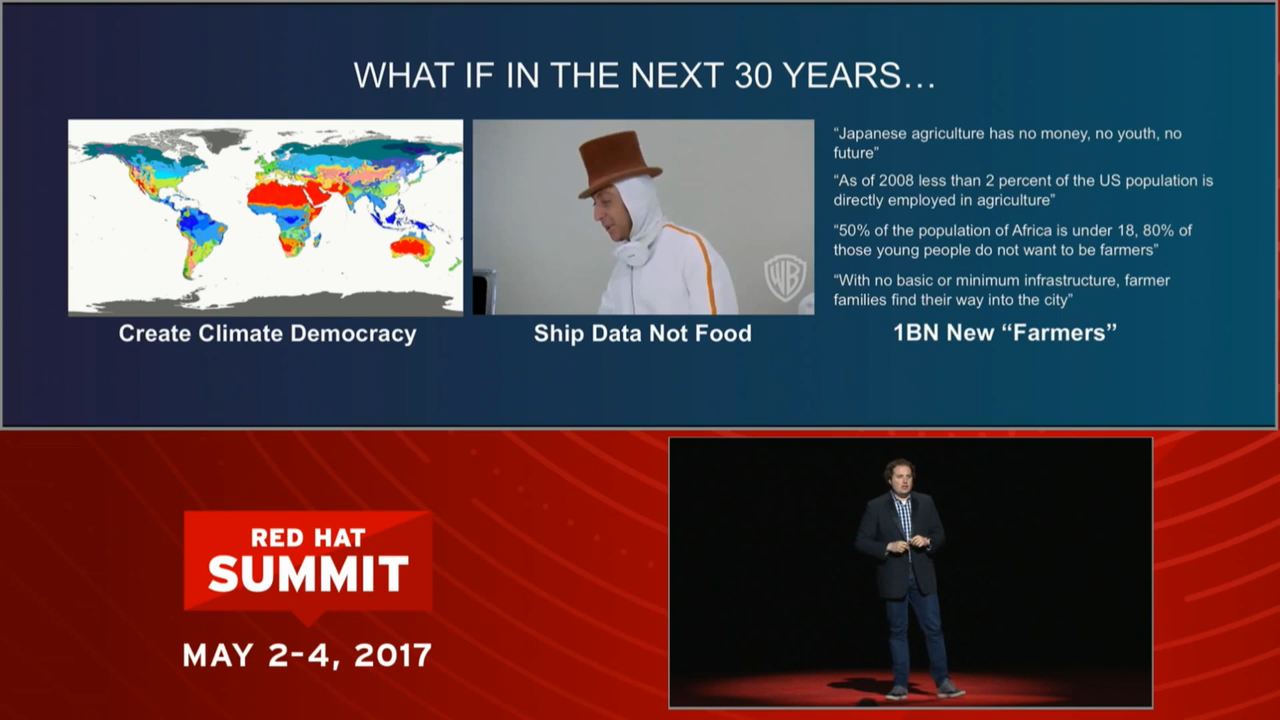 WHAT IF IN THE NEXT 30 YEARS…
WB
“Japanese agriculture has no money, no youth, no
future”
“As of 2008 less than 2 percent of the US population is
directly employed in agriculture”
“50% of the population of Africa is under 18, 80% of
those young people do not want to be farmers”
“With no basic or minimum infrastructure, farmer
families find their way into the city”
Create Climate Democracy
Ship Data Not Food
1BN New “Farmers”
RED HAT
SUMMIT
MAY 2-4, 2017